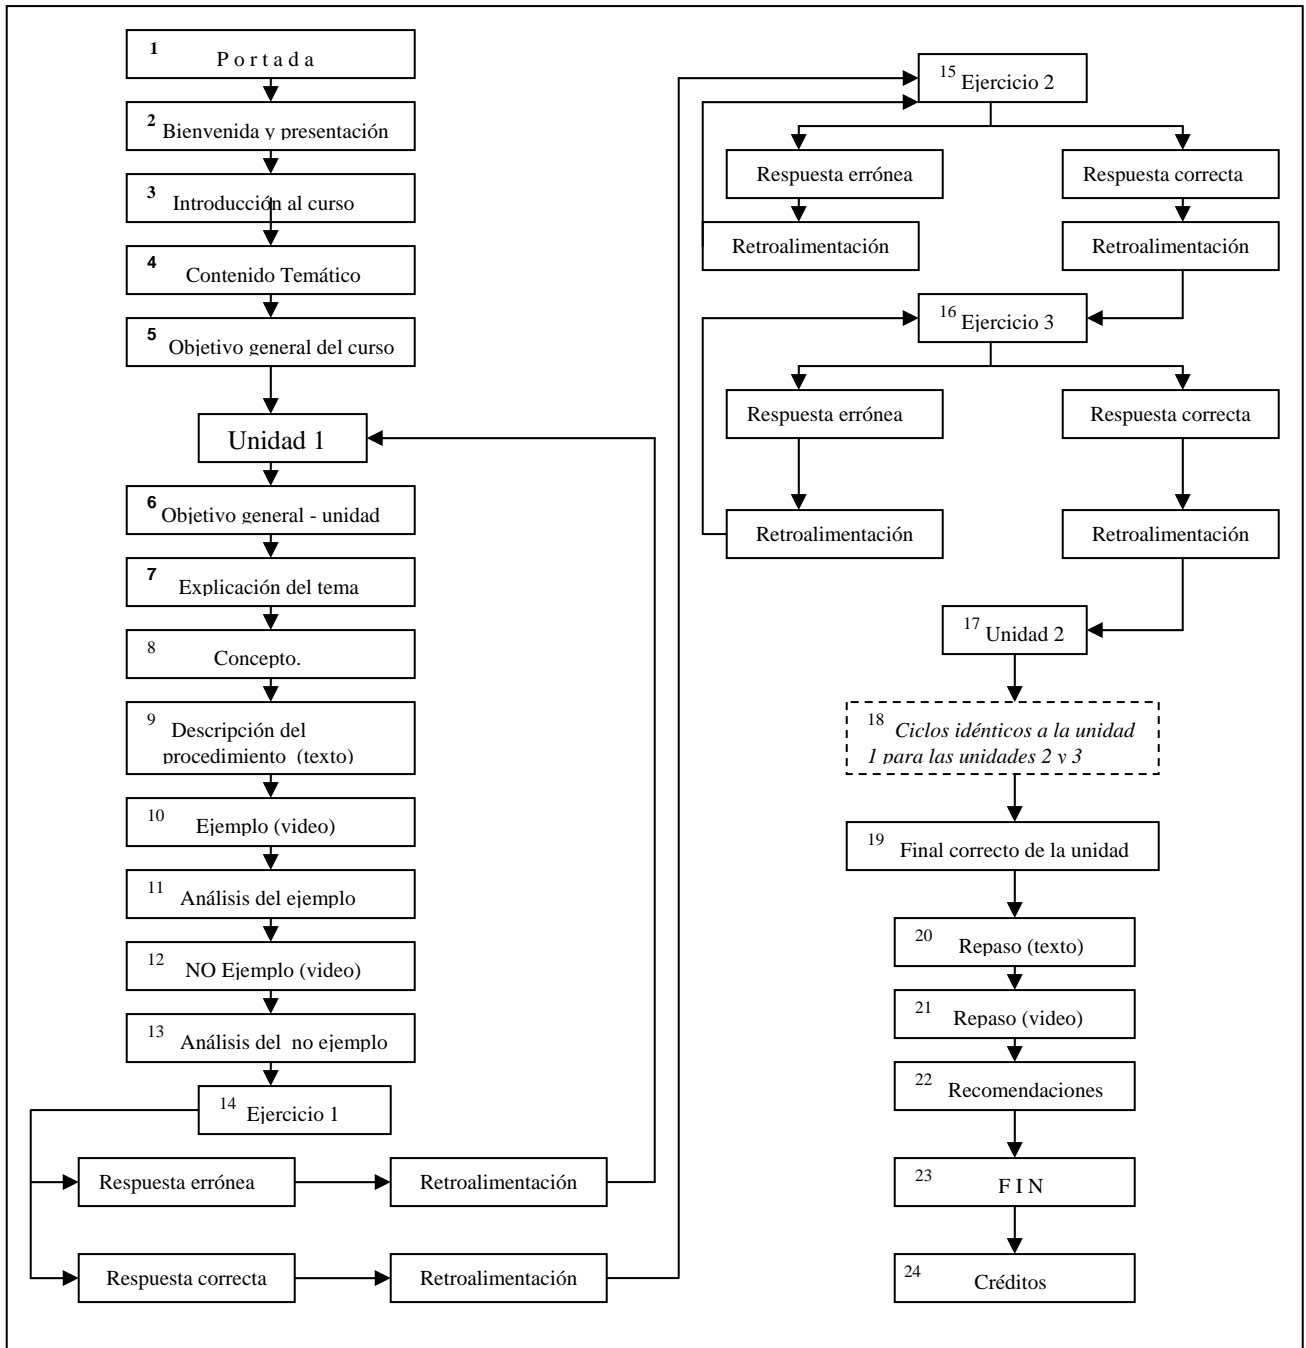 1
P o r t a d a
2 Bienvenida y presentación
3 Introducción al curso
4 Contenido Temático
5 Objetivo general del curso
Unidad 1
6 Objetivo general - unidad
7 Explicación del tema
8 Concepto.
9 Descripción del
procedimiento (texto)
10 Ejemplo (video)
11 Análisis del ejemplo
12 NO Ejemplo (video)
13 Análisis del no ejemplo
14 Ejercicio 1
Respuesta errónea
Retroalimentación
Respuesta correcta
Retroalimentación
15 Ejercicio 2
Respuesta errónea
Respuesta correcta
Retroalimentación
Retroalimentación
16 Ejercicio 3
Respuesta errónea
Respuesta correcta
Retroalimentación
Retroalimentación
17 Unidad 2
18 Ciclos idénticos a la unidad
1 para las unidades 2 y 3
19 Final correcto de la unidad
20 Repaso (texto)
21 Repaso (video)
22 Recomendaciones
23 F I N
24 Créditos